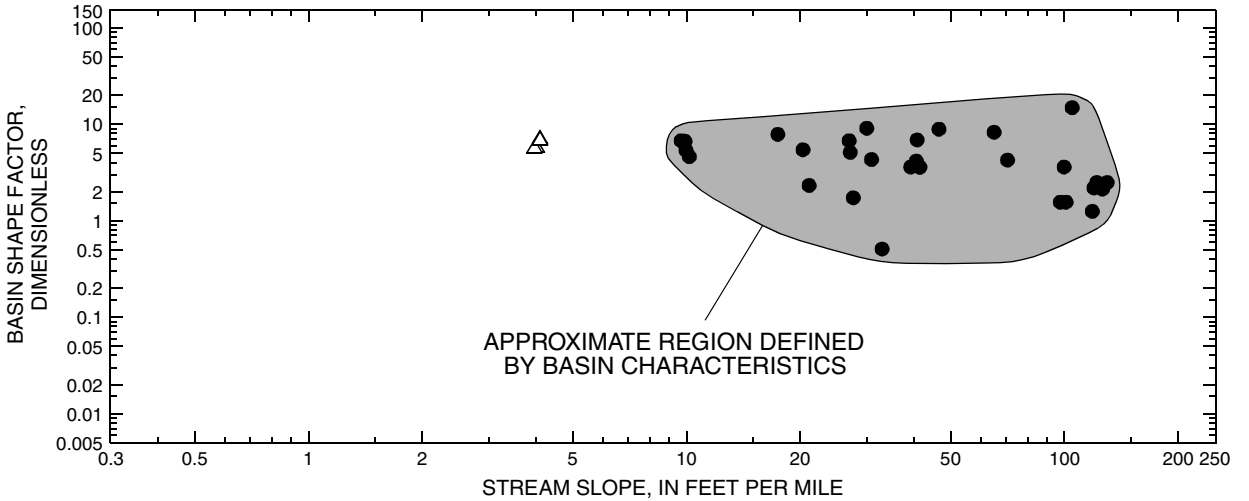 150
100
50
20
10
5
2
1
0.5
0.2
0.1
0.05
0.02
0.01
0.005
BASIN SHAPE FACTOR,
DIMENSIONLESS
APPROXIMATE REGION DEFINED
BY BASIN CHARACTERISTICS
0.3 0.5 1 2 5 10 20 50 100 200 250
STREAM SLOPE, IN FEET PER MILE